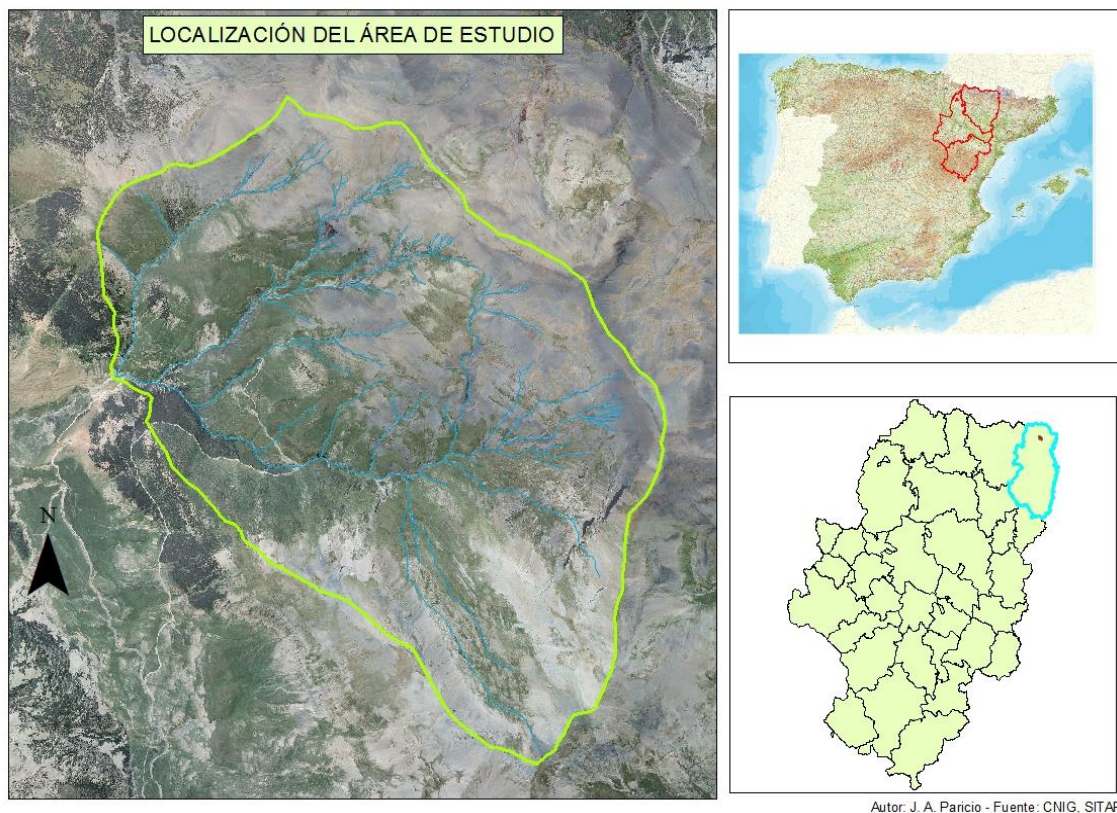 LOCALIZACIÓN DEL ÁREA DE ESTUDIO
N
Autor: J. A. Paricio - Fuente: CNIG, SITAR